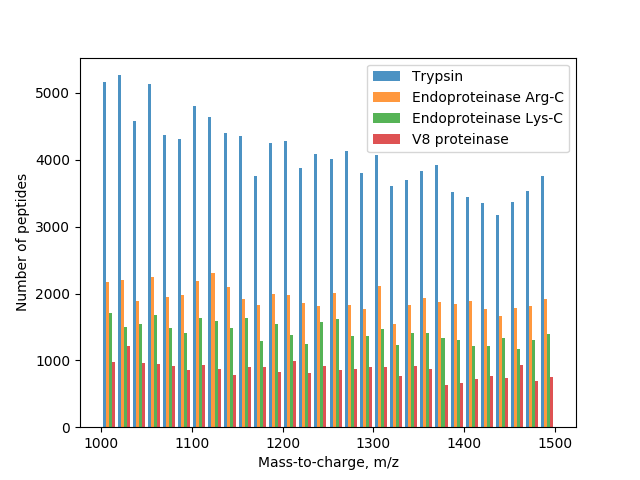 Trypsin
Endoproteinase Arg-C
Endoproteinase Lys-C
V8 proteinase
Number of peptides
5000
4000
3000
2000
1000
0
1000 1100 1200 1300 1400 1500
Mass-to-charge, m/z